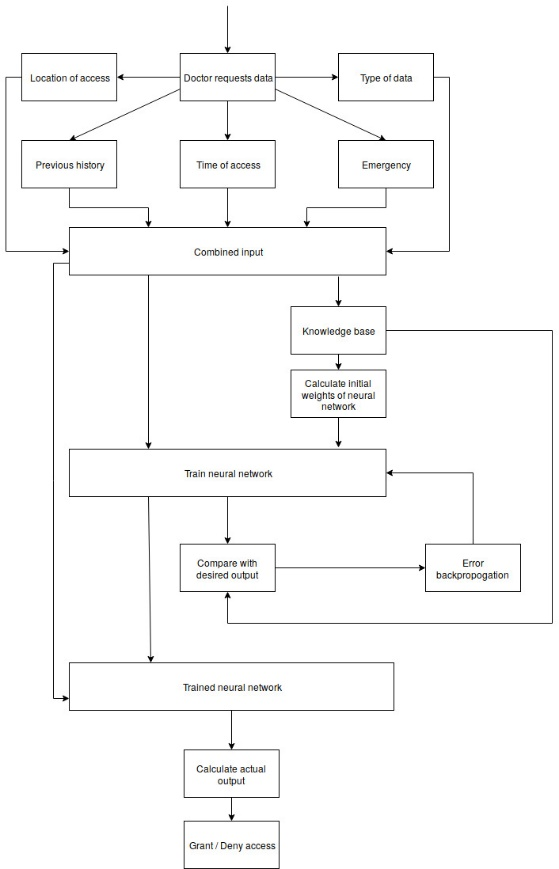 Location of access
Doctor requests data
Type of data
Previous history
Time of access
Emergency
Combined input
Knowledge base
Calculate initial
weights of neural
network
Train neural network
Compare with
desired output
Error
backpropogation
Trained neural network
Calculate actual
output
Grant / Deny access